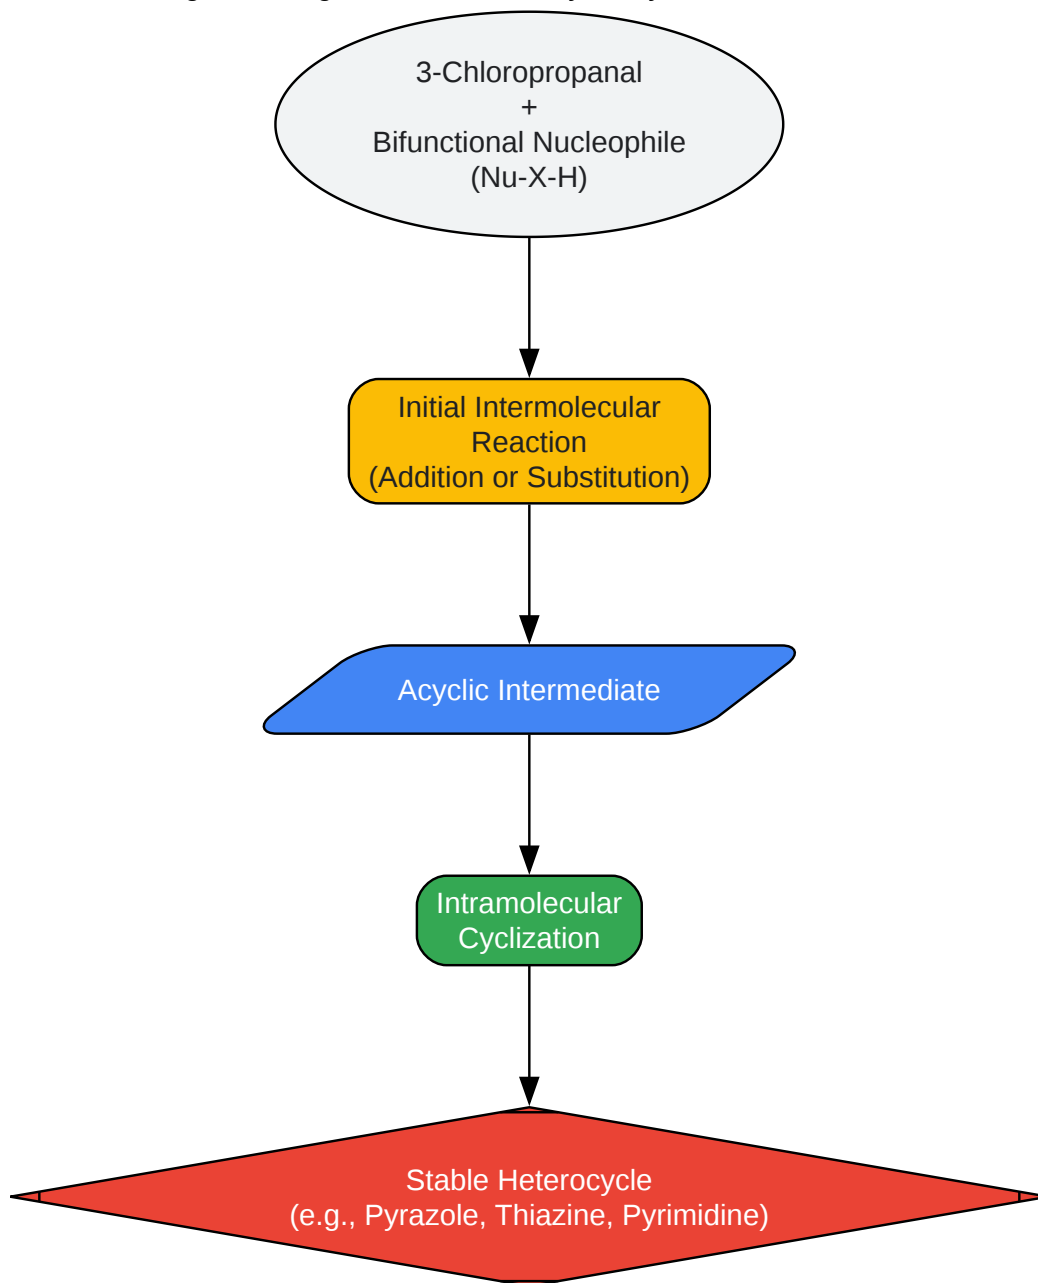 3-Chloropropanal
+
Bifunctional Nucleophile
(Nu-X-H)
Initial Intermolecular
Reaction
(Addition or Substitution)
Acyclic Intermediate
Intramolecular
Cyclization
Stable Heterocycle
(e.g., Pyrazole, Thiazine, Pyrimidine)